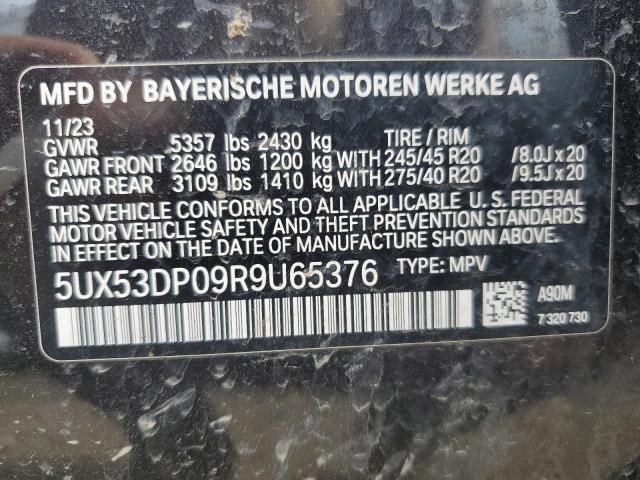 MFD BY BAYERISCHE MOTOREN WERKE AG
11/23
GVWR 5357 lbs 2430 kg TIRE / RIM
GAWR FRONT 2646 lbs 1200 kg WITH 245/45 R20 /8.0J x 20
GAWR REAR 3109 lbs 1410 kg WITH 275/40 R20 /9.5J x 20
THIS VEHICLE CONFORMS TO ALL APPLICABLE U. S. FEDERAL
MOTOR VEHICLE SAFETY AND THEFT PREVENTION STANDARDS
IN EFFECT ON THE DATE OF MANUFACTURE SHOWN ABOVE.
5UX53DP09R9U65376 TYPE: MPV
A90M
7 320 730